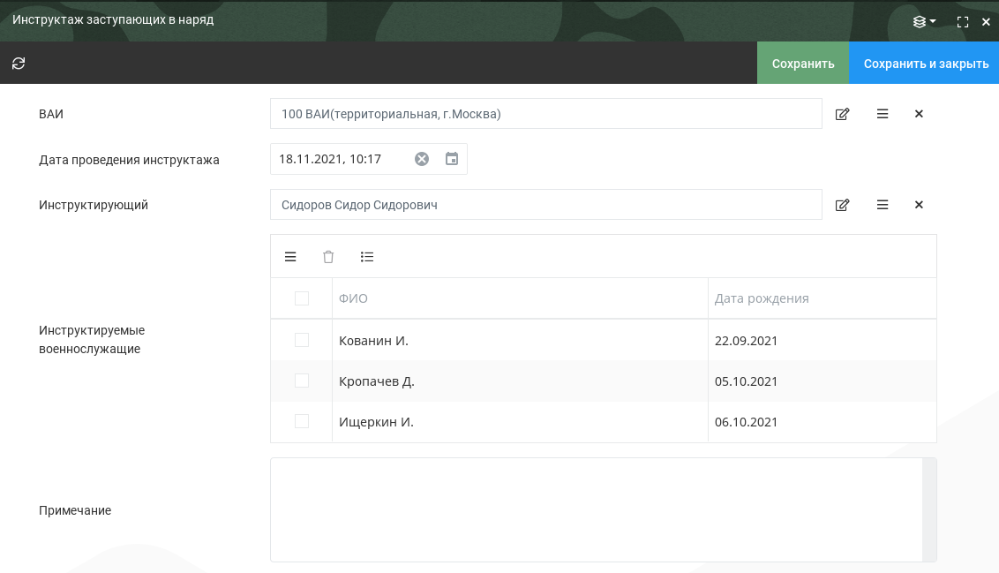 Инструктаж заступающих в наряд
Сохранить
Сохранить и закрыть
ВАИ
100 ВАИ(территориальная, г.Москва)
Дата проведения инструктажа
18.11.2021, 10:17
Инструктирующий
Сидоров Сидор Сидорович
Инструктируемые
военнослужащие
ФИО
Дата рождения
Кованин И.
22.09.2021
Кропачев Д.
05.10.2021
Ищеркин И.
06.10.2021
Примечание